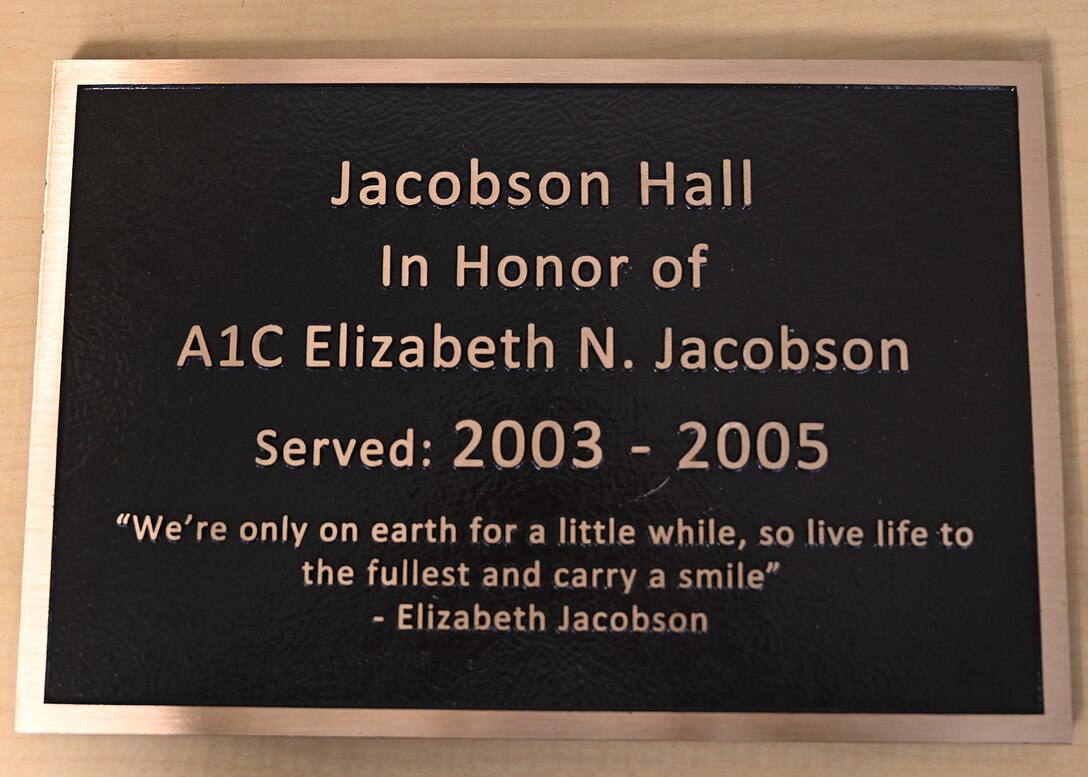 Jacobson Hall
In Honor of
A1C Elizabeth N. Jacobson
Served: 2003 - 2005
“We’re only on earth for a little while, so live life to
the fullest and carry a smile”
- Elizabeth Jacobson